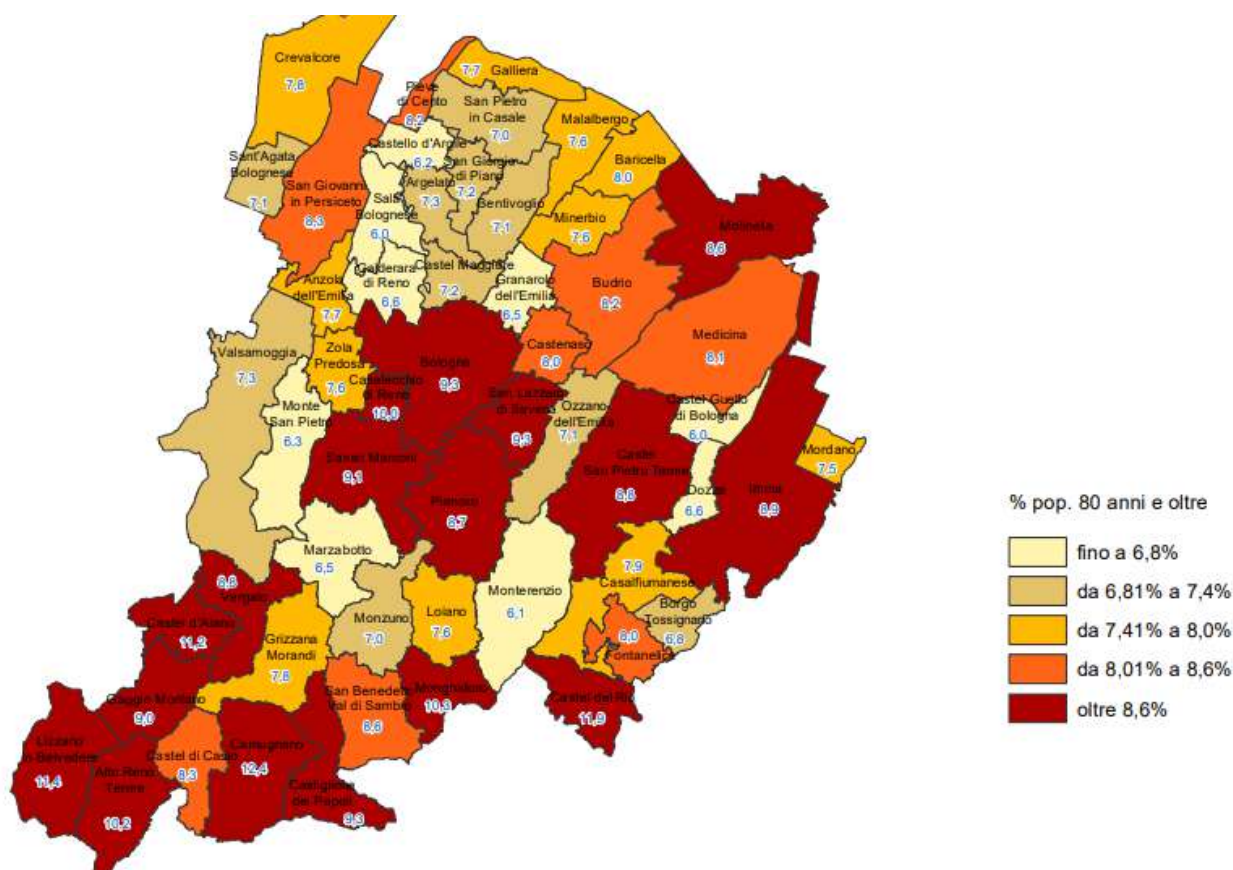 Crevalcore
7,8
Pieve
di Cento
8,2
7,7
Galliera
San Pietro
in Casale
7,0
Malalbergo
7,6
Baricella
8,0
Sant'Agata
Bolognese
7,1
San Giovanni
in Persiceto
8,3
Castello d'Argile
6,2
Argelato
7,3
San Giorgio
di Piano
7,2
Bentivoglio
7,1
Minerbio
7,6
Molinella
8,6
Sala
Bolognese
6,0
Anzola
dell'Emilia
7,7
Calderara
di Reno
6,6
Castel Maggiore
7,2
Granarolo
dell'Emilia
6,5
Budrio
8,2
Medicina
8,1
Castenaso
8,0
Valsamoggia
7,3
Zola
Predosa
7,6
Casalecchio
di Reno
10,0
Bologna
9,3
San Lazzaro
di Savena
9,3
Ozzano
dell'Emilia
7,1
Castel Guelfo
di Bologna
6,0
Monte
San Pietro
6,3
Sasso Marconi
9,1
Pianoro
8,7
Castel
San Pietro Terme
8,8
Dozza
6,6
Imola
8,9
Mordano
7,5
Marzabotto
6,5
Monterenzio
6,1
7,9
Casalfiumanese
Borgo
Tossignano
6,8
8,8
Vergato
Castel d'Aiano
11,2
Grizzana
Morandi
7,8
Monzuno
7,0
Loiano
7,6
8,0
Fontanelice
Castel del Rio
11,9
Gaggio Montano
9,0
San Benedetto
Val di Sambro
8,6
Monghidoro
10,3
Lizzano
in Belvedere
11,4
Alto Reno
Terme
10,2
Castel di Casio
8,3
Camugnano
12,4
Castiglione
dei Pepoli
9,3
% pop. 80 anni e oltre
fino a 6,8%
da 6,81% a 7,4%
da 7,41% a 8,0%
da 8,01% a 8,6%
oltre 8,6%